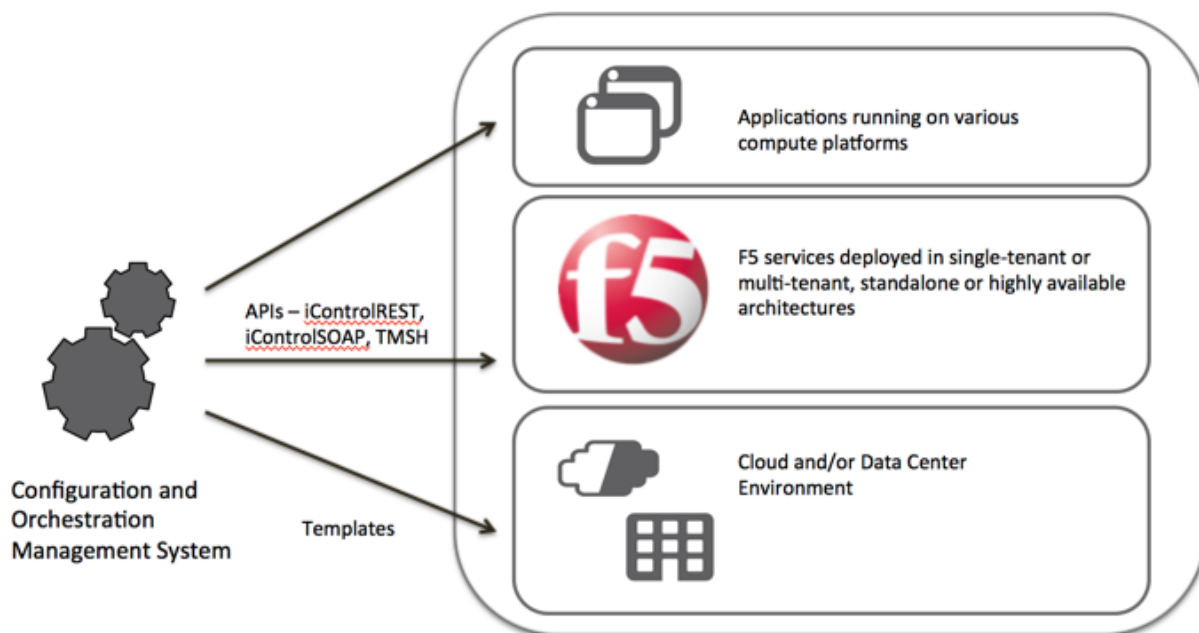 Applications running on various
compute platforms
f5
F5 services deployed in single-tenant or
multi-tenant, standalone or highly available
architectures
APIs – iControlREST,
iControlSOAP, TMSH
Cloud and/or Data Center
Environment
Configuration and
Orchestration
Management System
Templates